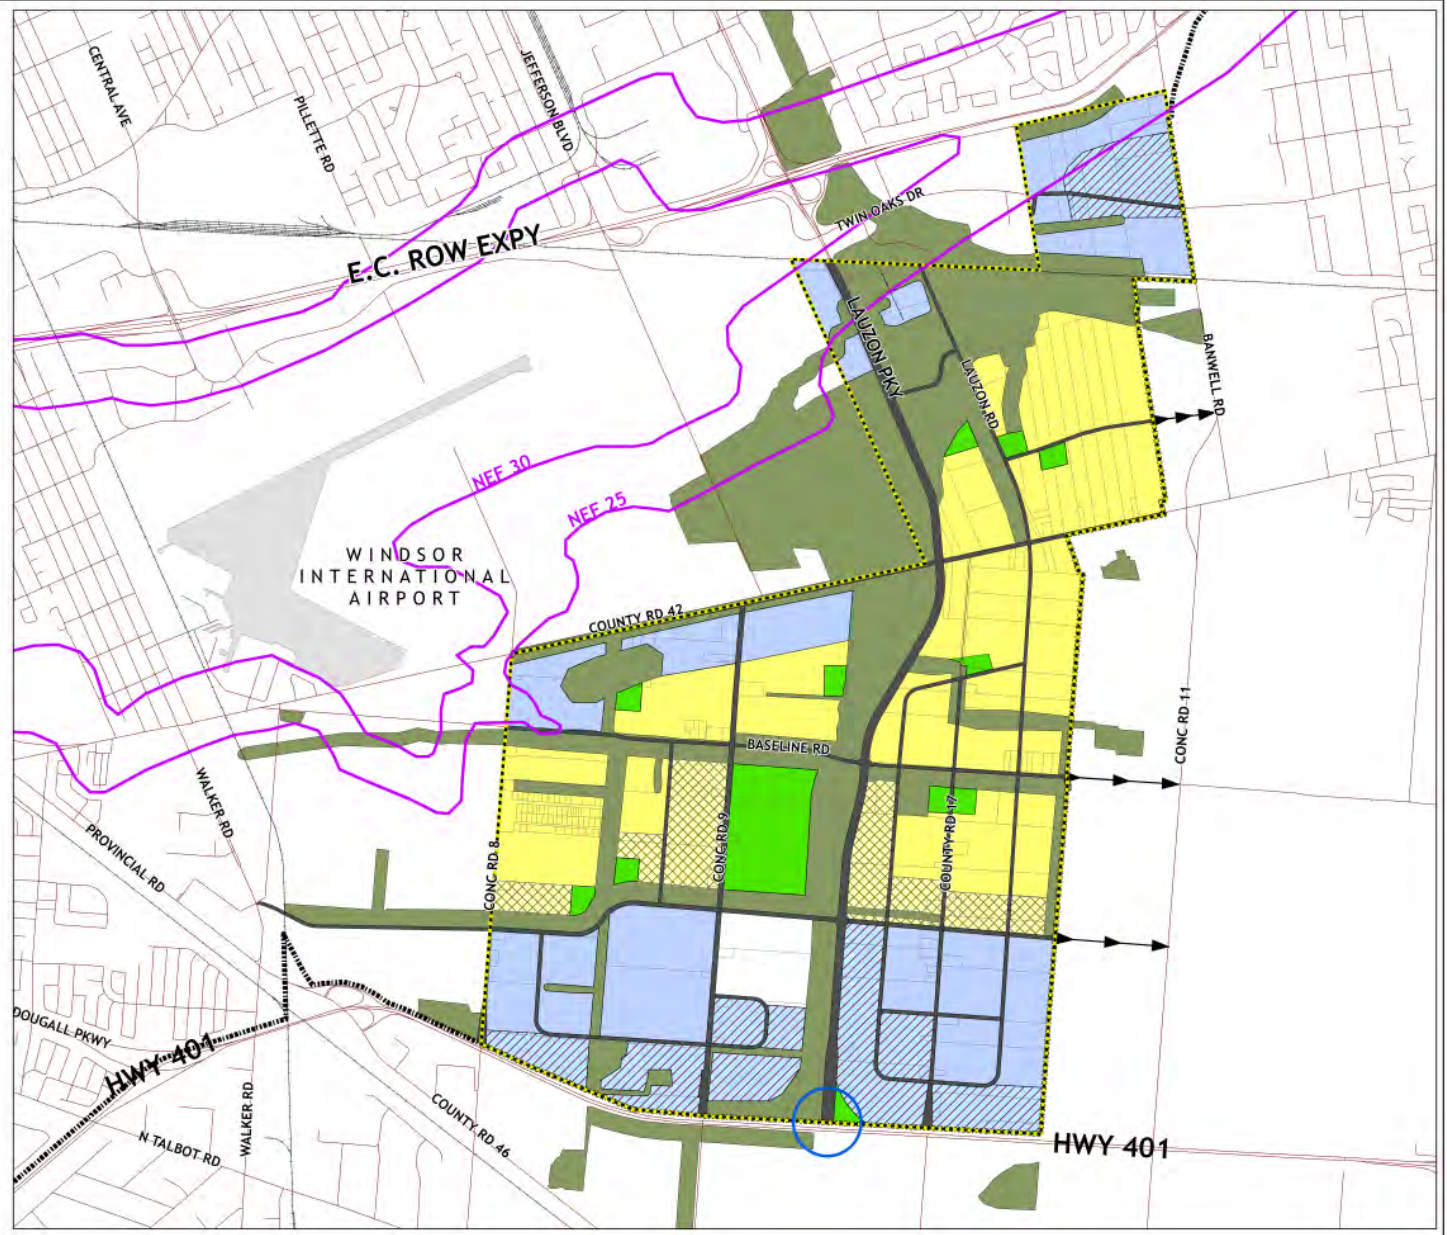 CENTRAL AVE
PILLETTE RD
JEFFERSON BLVD
TWIN OAKS DR
E.C. ROW EXPY
LAUZON PKY
LAUZON RD
BANWELL RD
NEF 30
NEF 25
WINDSOR
INTERNATIONAL
AIRPORT
COUNTY RD 42
CONC RD 11
BASELINE RD
WALKER RD
PROVINCIAL RD
CONC RD 8
CONC RD 9
COUNTY RD 17
DOUGALL PKWY
HWY 401
WALKER RD
COUNTY RD 46
N TALBOT RD
HWY 401